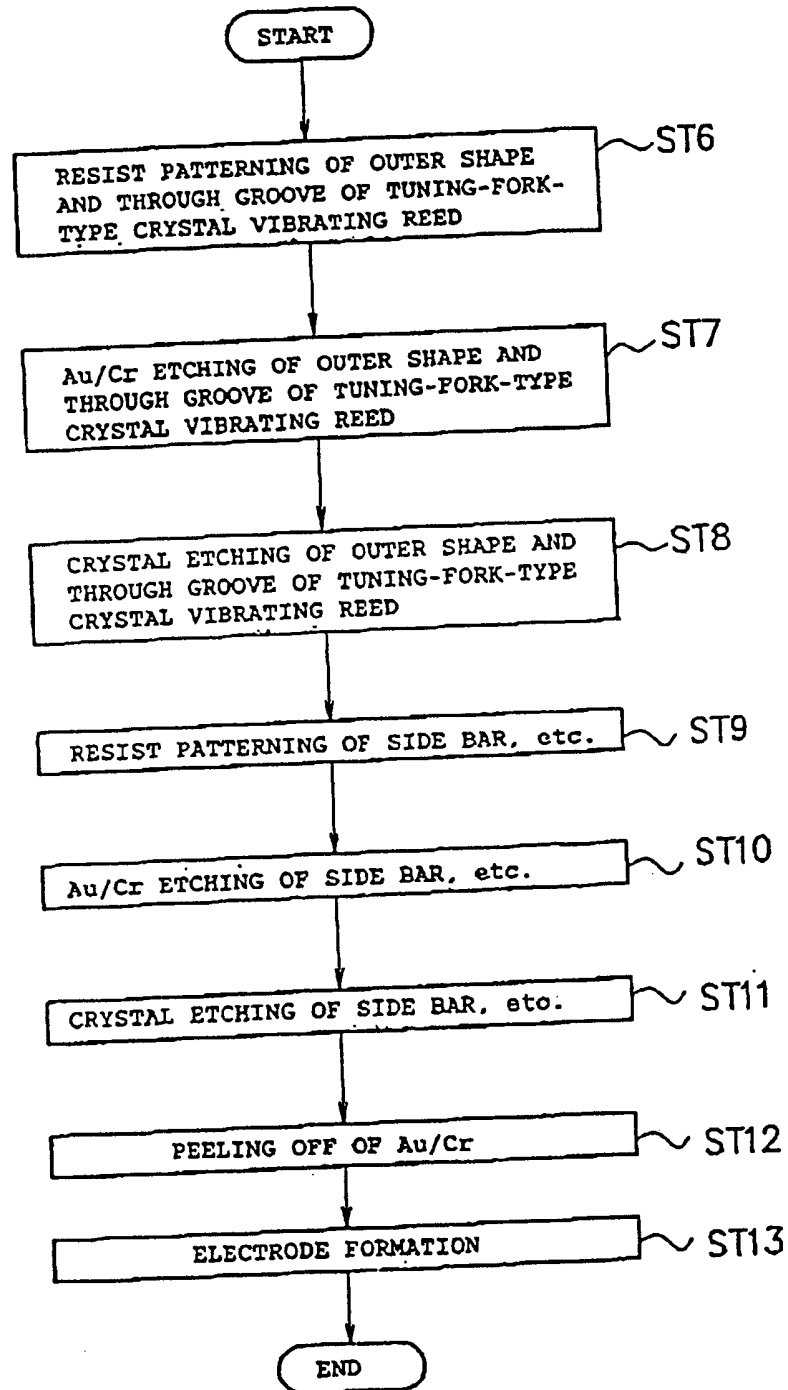 START
RESIST PATTERNING OF OUTER SHAPE
AND THROUGH GROOVE OF TUNING-FORK-
TYPE CRYSTAL VIBRATING REED
ST6
Au/Cr ETCHING OF OUTER SHAPE AND
THROUGH GROOVE OF TUNING-FORK-TYPE
CRYSTAL VIBRATING REED
ST7
CRYSTAL ETCHING OF OUTER SHAPE AND
THROUGH GROOVE OF TUNING-FORK-TYPE
CRYSTAL VIBRATING REED
ST8
RESIST PATTERNING OF SIDE BAR, etc.
ST9
Au/Cr ETCHING OF SIDE BAR, etc.
ST10
CRYSTAL ETCHING OF SIDE BAR, etc.
ST11
PEELING OFF OF Au/Cr
ST12
ELECTRODE FORMATION
ST13
END